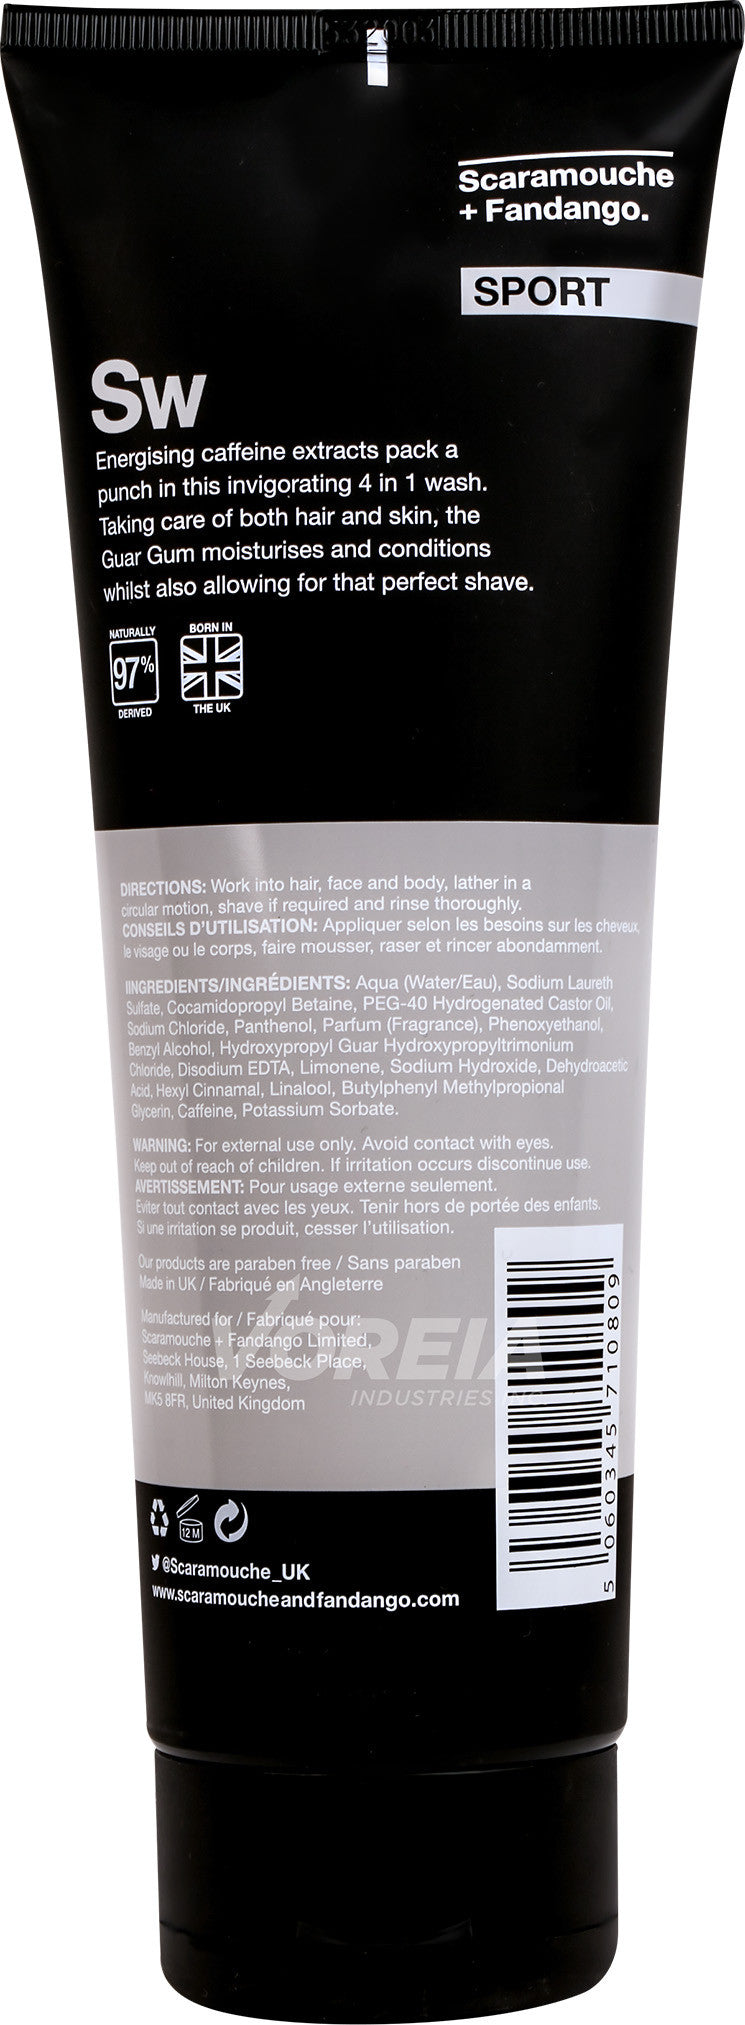 533003
Scaramouche
+ Fandango.
SPORT
Sw
Energising caffeine extracts pack a
punch in this invigorating 4 in 1 wash.
Taking care of both hair and skin, the
Guar Gum moisturises and conditions
whilst also allowing for that perfect shave.
NATURALLY
97%
DERIVED
BORN IN
THE UK
DIRECTIONS: Work into hair, face and body, lather in a
circular motion, shave if required and rinse thoroughly.
CONSEILS D'UTILISATION: Appliquer selon les besoins sur les cheveux,
le visage ou le corps, faire mousser, raser et rincer abondamment.
IINGREDIENTS/INGRÉDIENTS: Aqua (Water/Eau), Sodium Laureth
Sulfate, Cocamidopropyl Betaine, PEG-40 Hydrogenated Castor Oil,
Sodium Chloride, Panthenol, Parfum (Fragrance), Phenoxyethanol,
Benzyl Alcohol, Hydroxypropyl Guar Hydroxypropyltrimonium
Chloride, Disodium EDTA, Limonene, Sodium Hydroxide, Dehydroacetic
Acid, Hexyl Cinnamal, Linalool, Butylphenyl Methylpropional
Glycerin, Caffeine, Potassium Sorbate.
WARNING: For external use only. Avoid contact with eyes.
Keep out of reach of children. If irritation occurs discontinue use.
AVERTISSEMENT: Pour usage externe seulement.
Eviter tout contact avec les yeux. Tenir hors de portée des enfants.
Si une irritation se produit, cesser l'utilisation.
Our products are paraben free / Sans paraben
Made in UK / Fabriqué en Angleterre
Manufactured for / Fabriqué pour:
Scaramouche + Fandango Limited,
Seebeck House, 1 Seebeck Place,
Knowlhill, Milton Keynes,
MK5 8FR, United Kingdom
VOREIA
INDUSTRIES INC.
5 060345 710809
12 M
@Scaramouche_UK
www.scaramoucheandfandango.com